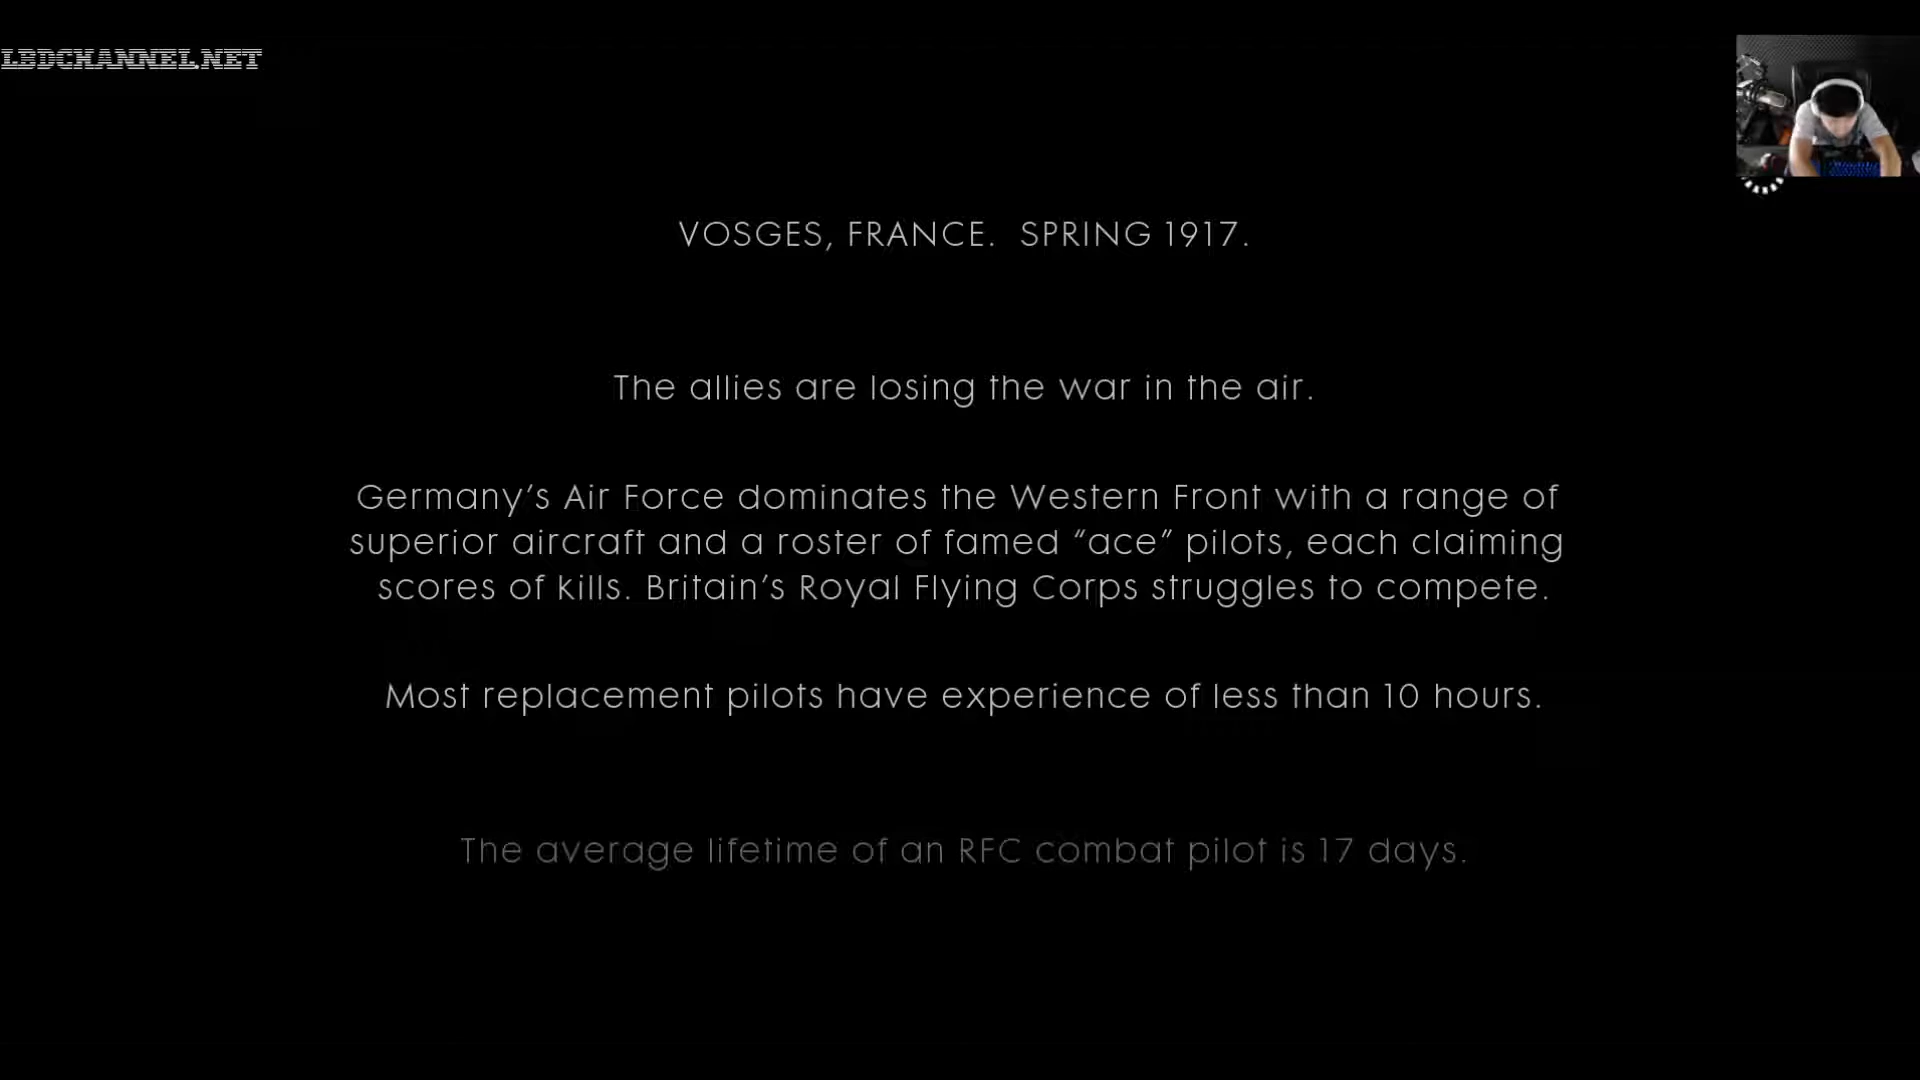 LBDCHANNEL.NET
VOSGES, FRANCE. SPRING 1917.
The allies are losing the war in the air.
Germany’s Air Force dominates the Western Front with a range of
superior aircraft and a roster of famed “ace” pilots, each claiming
scores of kills. Britain’s Royal Flying Corps struggles to compete.
Most replacement pilots have experience of less than 10 hours.
The average lifetime of an RFC combat pilot is 17 days.